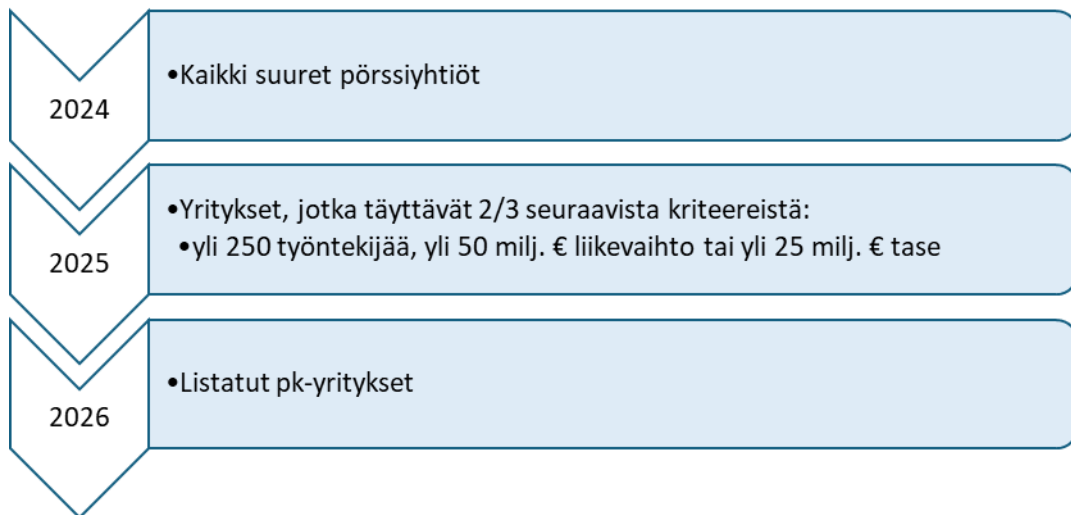 2024
•Kaikki suuret pörssiyhtiöt
2025
•Yritykset, jotka täyttävät 2/3 seuraavista kriteereistä:
•yli 250 työntekijää, yli 50 milj. € liikevaihto tai yli 25 milj. € tase
2026
•Listatut pk-yritykset